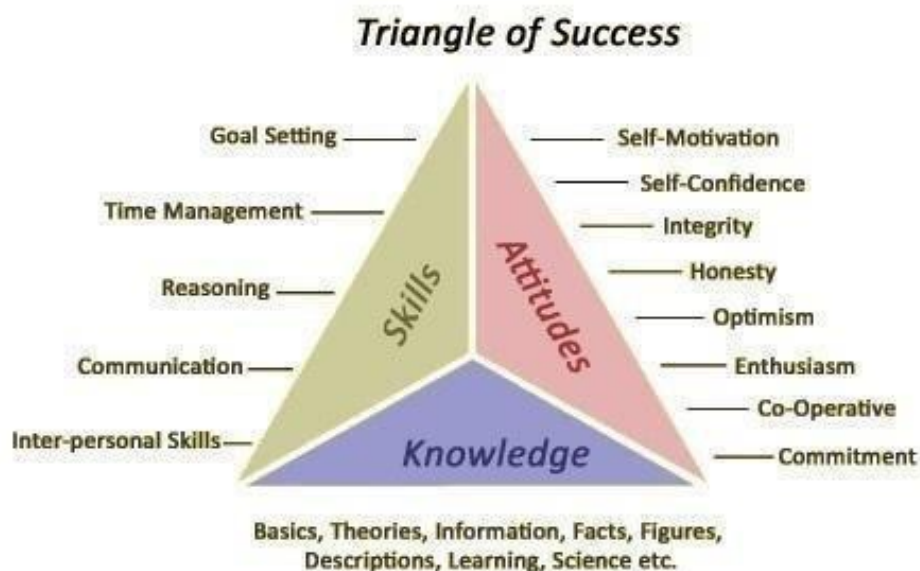 Triangle of Success
Goal Setting
Time Management
Reasoning
Communication
Inter-personal Skills
Skills
Attitudes
Knowledge
Self-Motivation
Self-Confidence
Integrity
Honesty
Optimism
Enthusiasm
Co-Operative
Commitment
Basics, Theories, Information, Facts, Figures,
Descriptions, Learning, Science etc.